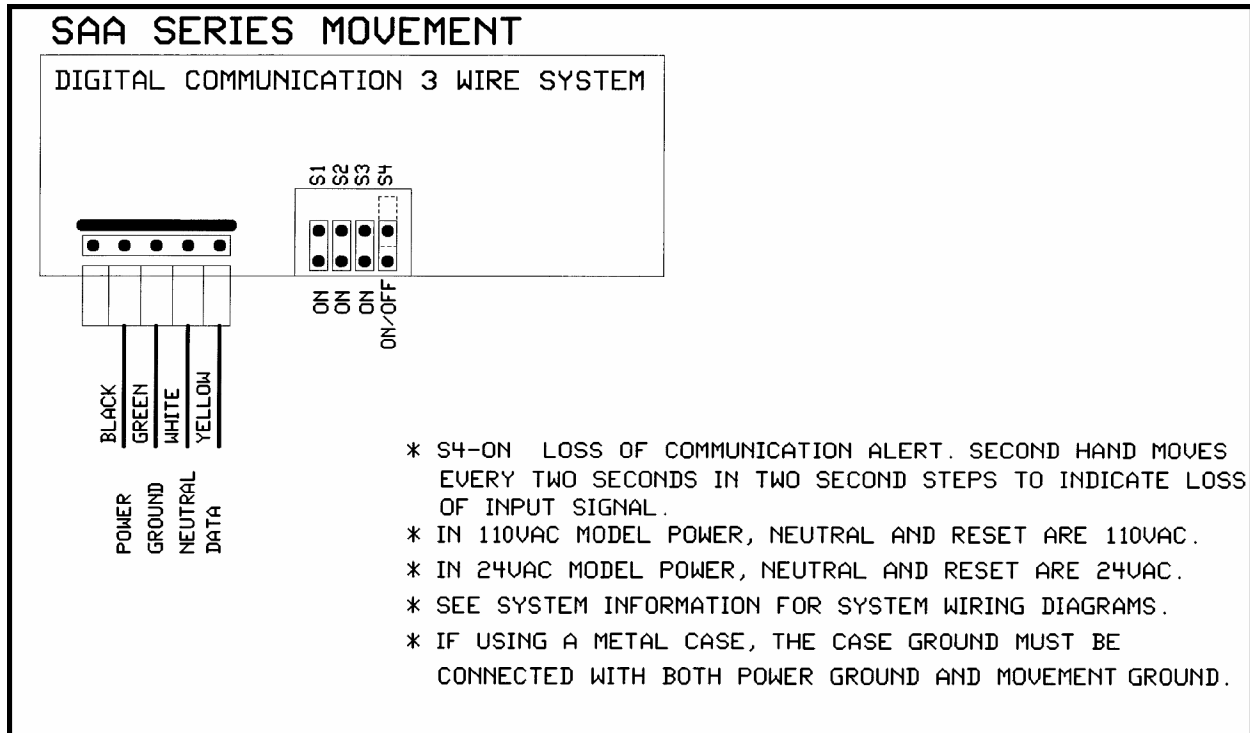 SAA SERIES MOVEMENT
DIGITAL COMMUNICATION 3 WIRE SYSTEM
S1
S2
S3
S4
ON
ON
ON
ON/OFF
BLACK
GREEN
WHITE
YELLOW
POWER
GROUND
NEUTRAL
DATA
* S4-ON LOSS OF COMMUNICATION ALERT. SECOND HAND MOVES
EVERY TWO SECONDS IN TWO SECOND STEPS TO INDICATE LOSS
OF INPUT SIGNAL.
* IN 110VAC MODEL POWER, NEUTRAL AND RESET ARE 110VAC.
* IN 24VAC MODEL POWER, NEUTRAL AND RESET ARE 24VAC.
* SEE SYSTEM INFORMATION FOR SYSTEM WIRING DIAGRAMS.
* IF USING A METAL CASE, THE CASE GROUND MUST BE
CONNECTED WITH BOTH POWER GROUND AND MOVEMENT GROUND.